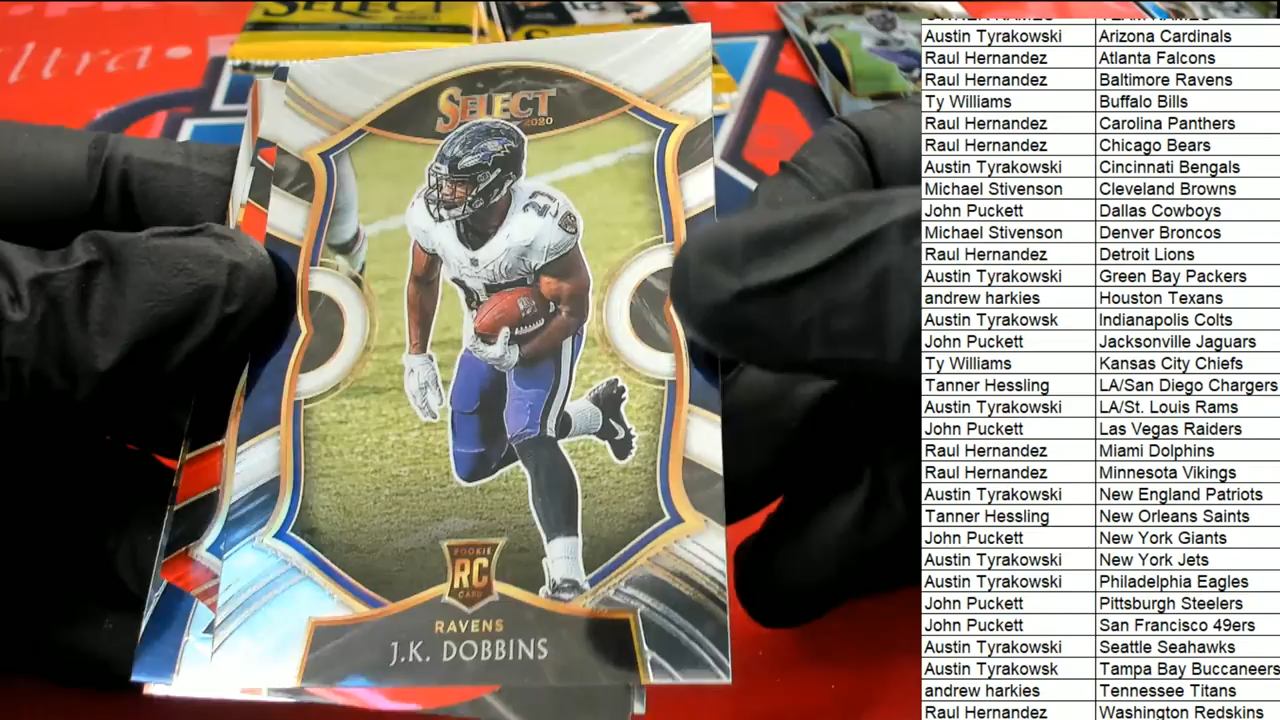 SELECT
ltra
SELECT
2020
27
ROOKIE
RC
CARD
RAVENS
J.K. DOBBINS
OWNER NAMES TEAM NAMES
Austin Tyrakowski Arizona Cardinals
Raul Hernandez Atlanta Falcons
Raul Hernandez Baltimore Ravens
Ty Williams Buffalo Bills
Raul Hernandez Carolina Panthers
Raul Hernandez Chicago Bears
Austin Tyrakowski Cincinnati Bengals
Michael Stivenson Cleveland Browns
John Puckett Dallas Cowboys
Michael Stivenson Denver Broncos
Raul Hernandez Detroit Lions
Austin Tyrakowski Green Bay Packers
andrew harkies Houston Texans
Austin Tyrakowsk Indianapolis Colts
John Puckett Jacksonville Jaguars
Ty Williams Kansas City Chiefs
Tanner Hessling LA/San Diego Chargers
Austin Tyrakowski LA/St. Louis Rams
John Puckett Las Vegas Raiders
Raul Hernandez Miami Dolphins
Raul Hernandez Minnesota Vikings
Austin Tyrakowski New England Patriots
Tanner Hessling New Orleans Saints
John Puckett New York Giants
Austin Tyrakowski New York Jets
Austin Tyrakowski Philadelphia Eagles
John Puckett Pittsburgh Steelers
John Puckett San Francisco 49ers
Austin Tyrakowski Seattle Seahawks
Austin Tyrakowsk Tampa Bay Buccaneers
andrew harkies Tennessee Titans
Raul Hernandez Washington Redskins